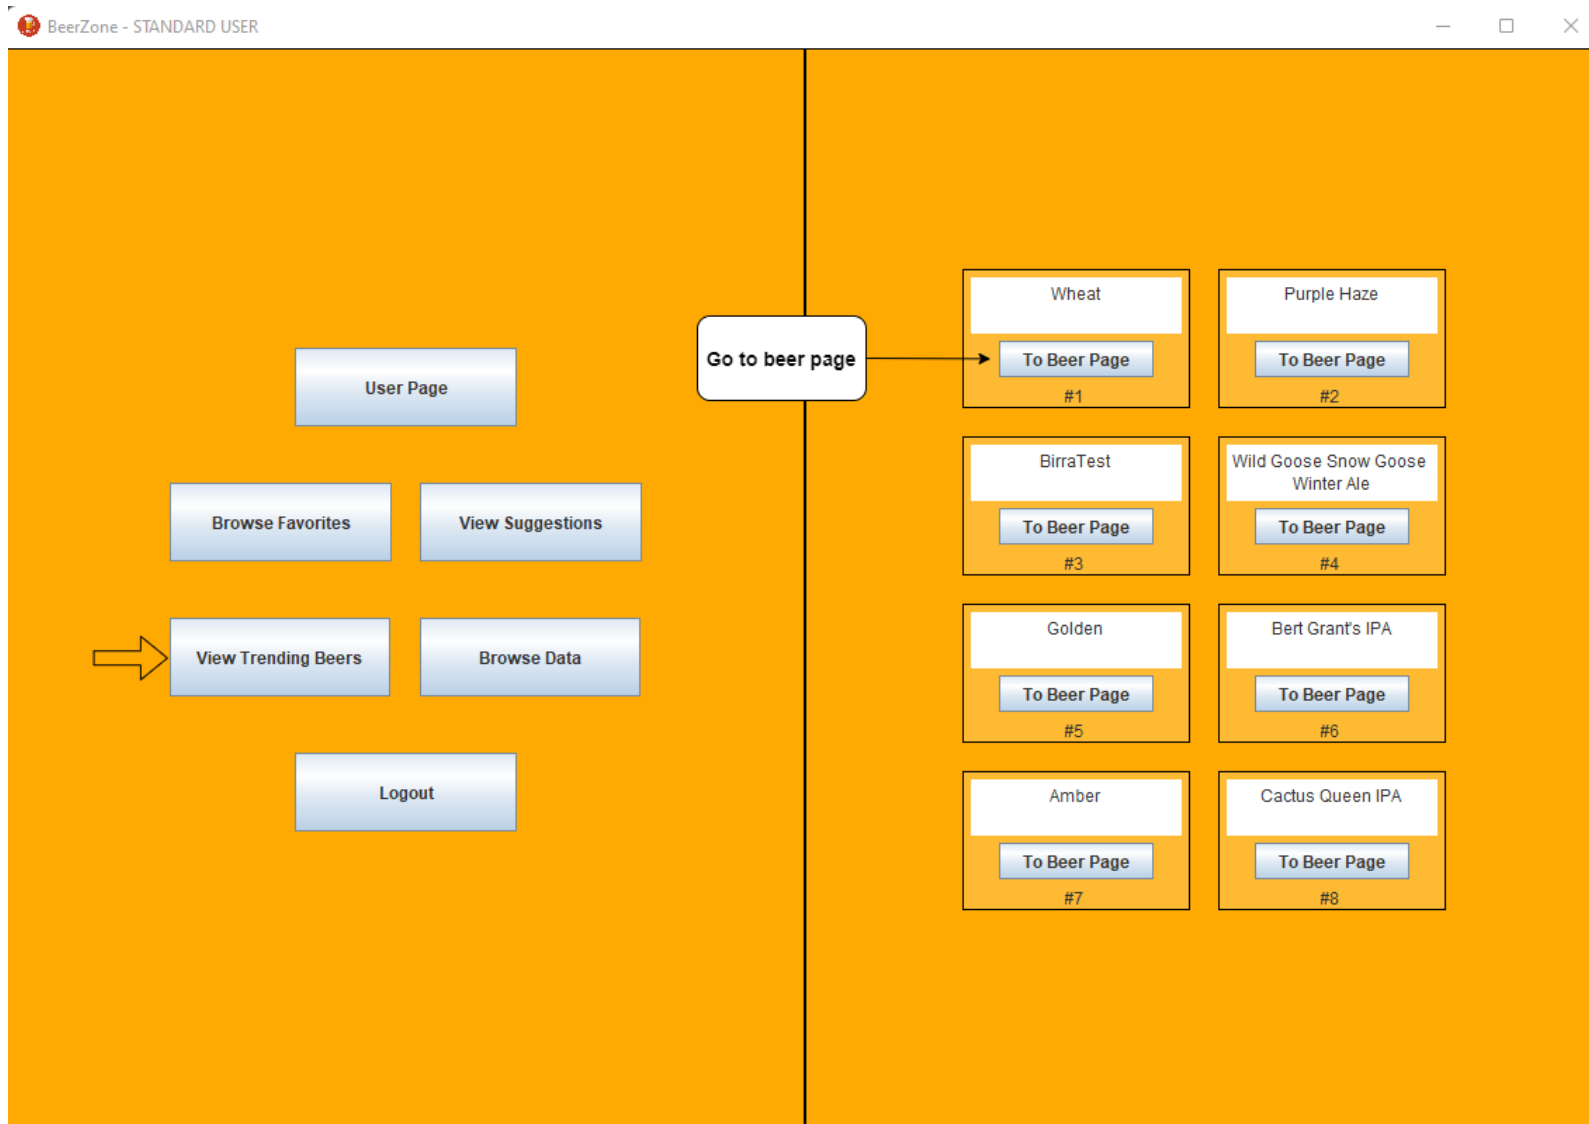 BeerZone - STANDARD USER
User Page
Browse Favorites
View Suggestions
View Trending Beers
Browse Data
Logout
Go to beer page
Wheat
To Beer Page
#1
Purple Haze
To Beer Page
#2
BirraTest
To Beer Page
#3
Wild Goose Snow Goose
Winter Ale
To Beer Page
#4
Golden
To Beer Page
#5
Bert Grant's IPA
To Beer Page
#6
Amber
To Beer Page
#7
Cactus Queen IPA
To Beer Page
#8